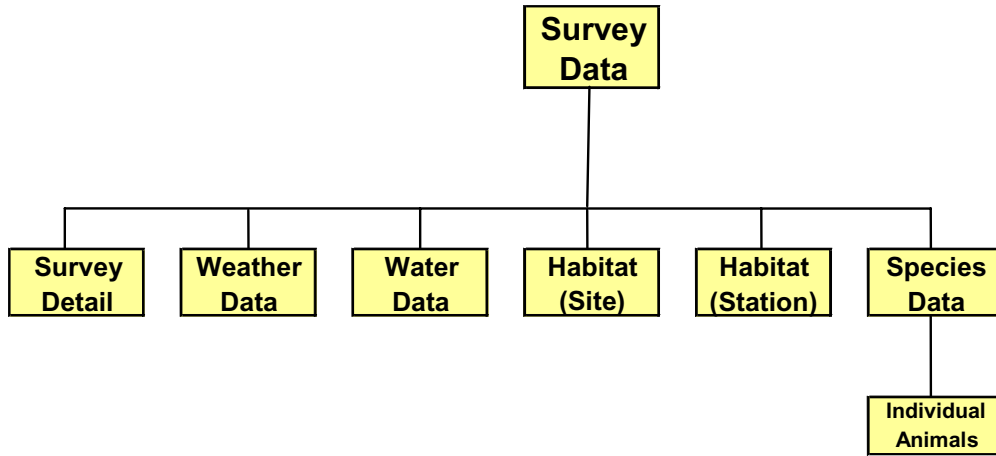 Survey
Data
Survey
Detail
Weather
Data
Water
Data
Habitat
(Site)
Habitat
(Station)
Species
Data
Individual
Animals